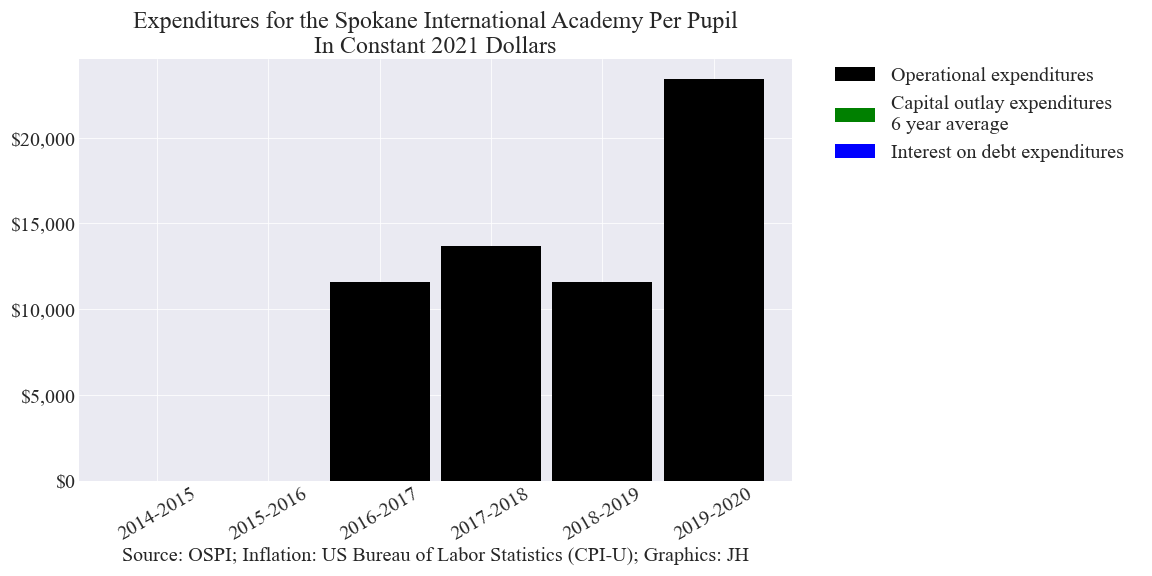 Expenditures for the Spokane International Academy Per Pupil
In Constant 2021 Dollars
Operational expenditures
Capital outlay expenditures
6 year average
Interest on debt expenditures
$20,000
$15,000
$10,000
$5,000
$0
2014-2015
2015-2016
2016-2017
2017-2018
2018-2019
2019-2020
Source: OSPI; Inflation: US Bureau of Labor Statistics (CPI-U); Graphics: JH